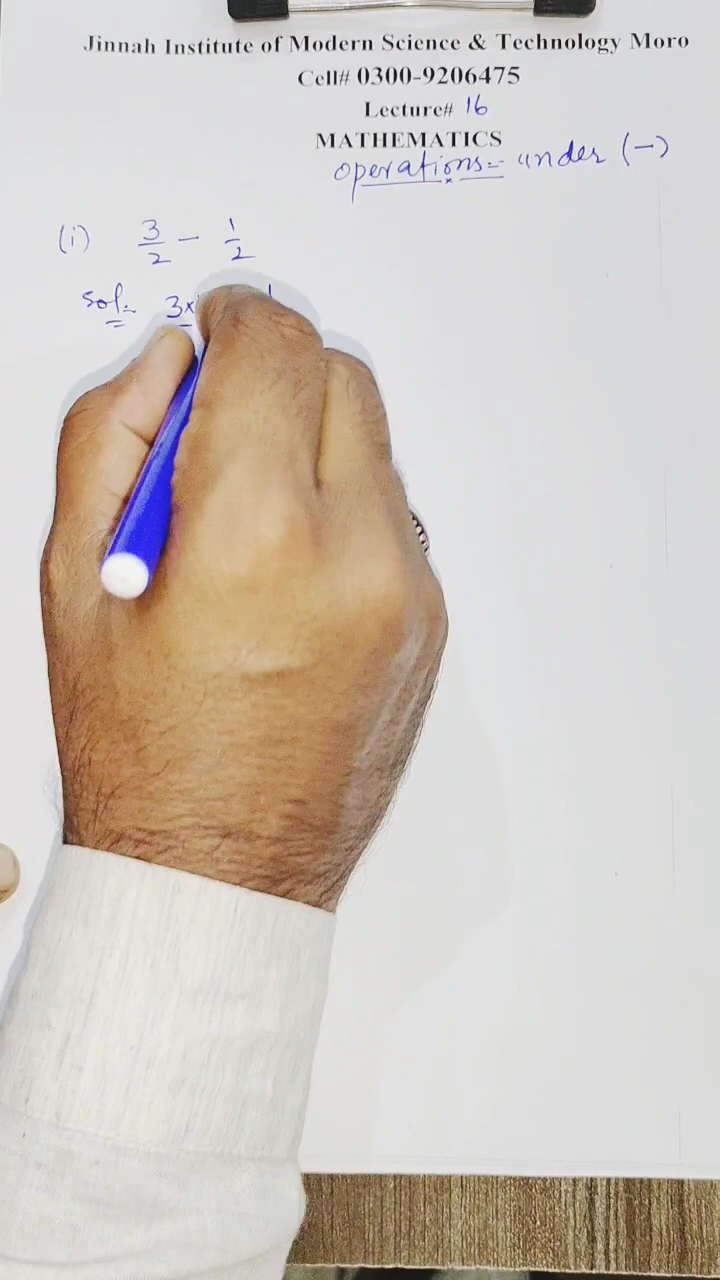 Jinnah Institute of Modern Science & Technology Moro
Cell# 0300-9206475
Lecture# 16
MATHEMATICS
operations:- under (-)
(i) 3/2 - 1/2
Sol:- 3×